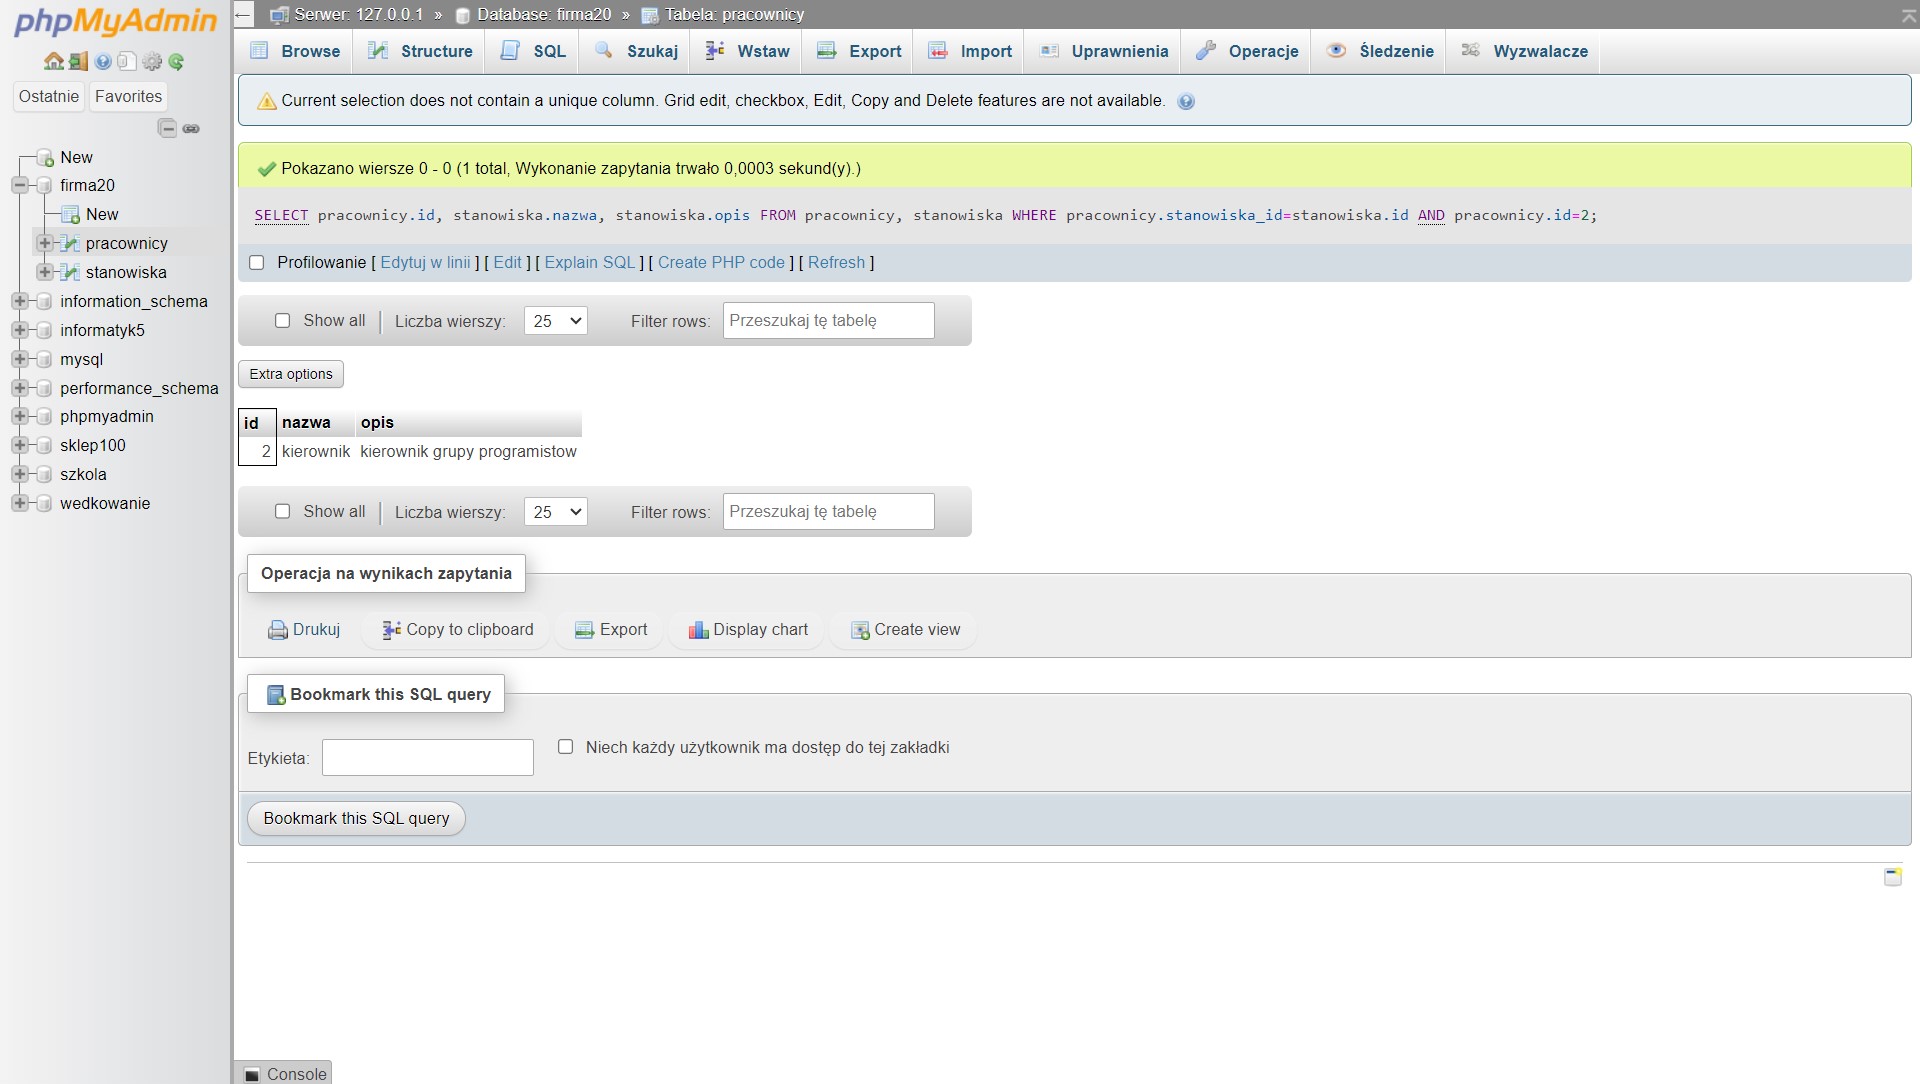 phpMyAdmin
Ostatnie Favorites
New
firma20
New
pracownicy
stanowiska
information_schema
informatyk5
mysql
performance_schema
phpmyadmin
sklep100
szkola
wedkowanie
Serwer: 127.0.0.1 » Database: firma20 » Tabela: pracownicy
Browse Structure SQL Szukaj Wstaw Export Import Uprawnienia Operacje Śledzenie Wyzwalacze
Current selection does not contain a unique column. Grid edit, checkbox, Edit, Copy and Delete features are not available.
Pokazano wiersze 0 - 0 (1 total, Wykonanie zapytania trwało 0,0003 sekund(y).)
SELECT pracownicy.id, stanowiska.nazwa, stanowiska.opis FROM pracownicy, stanowiska WHERE pracownicy.stanowiska_id=stanowiska.id AND pracownicy.id=2;
Profilowanie [ Edytuj w linii ] [ Edit ] [ Explain SQL ] [ Create PHP code ] [ Refresh ]
Show all | Liczba wierszy: 25 Filter rows: Przeszukaj tę tabelę
Extra options
id nazwa opis
2 kierownik kierownik grupy programistow
Show all | Liczba wierszy: 25 Filter rows: Przeszukaj tę tabelę
Operacja na wynikach zapytania
Drukuj Copy to clipboard Export Display chart Create view
Bookmark this SQL query
Etykieta: Niech każdy użytkownik ma dostęp do tej zakładki
Bookmark this SQL query
Console